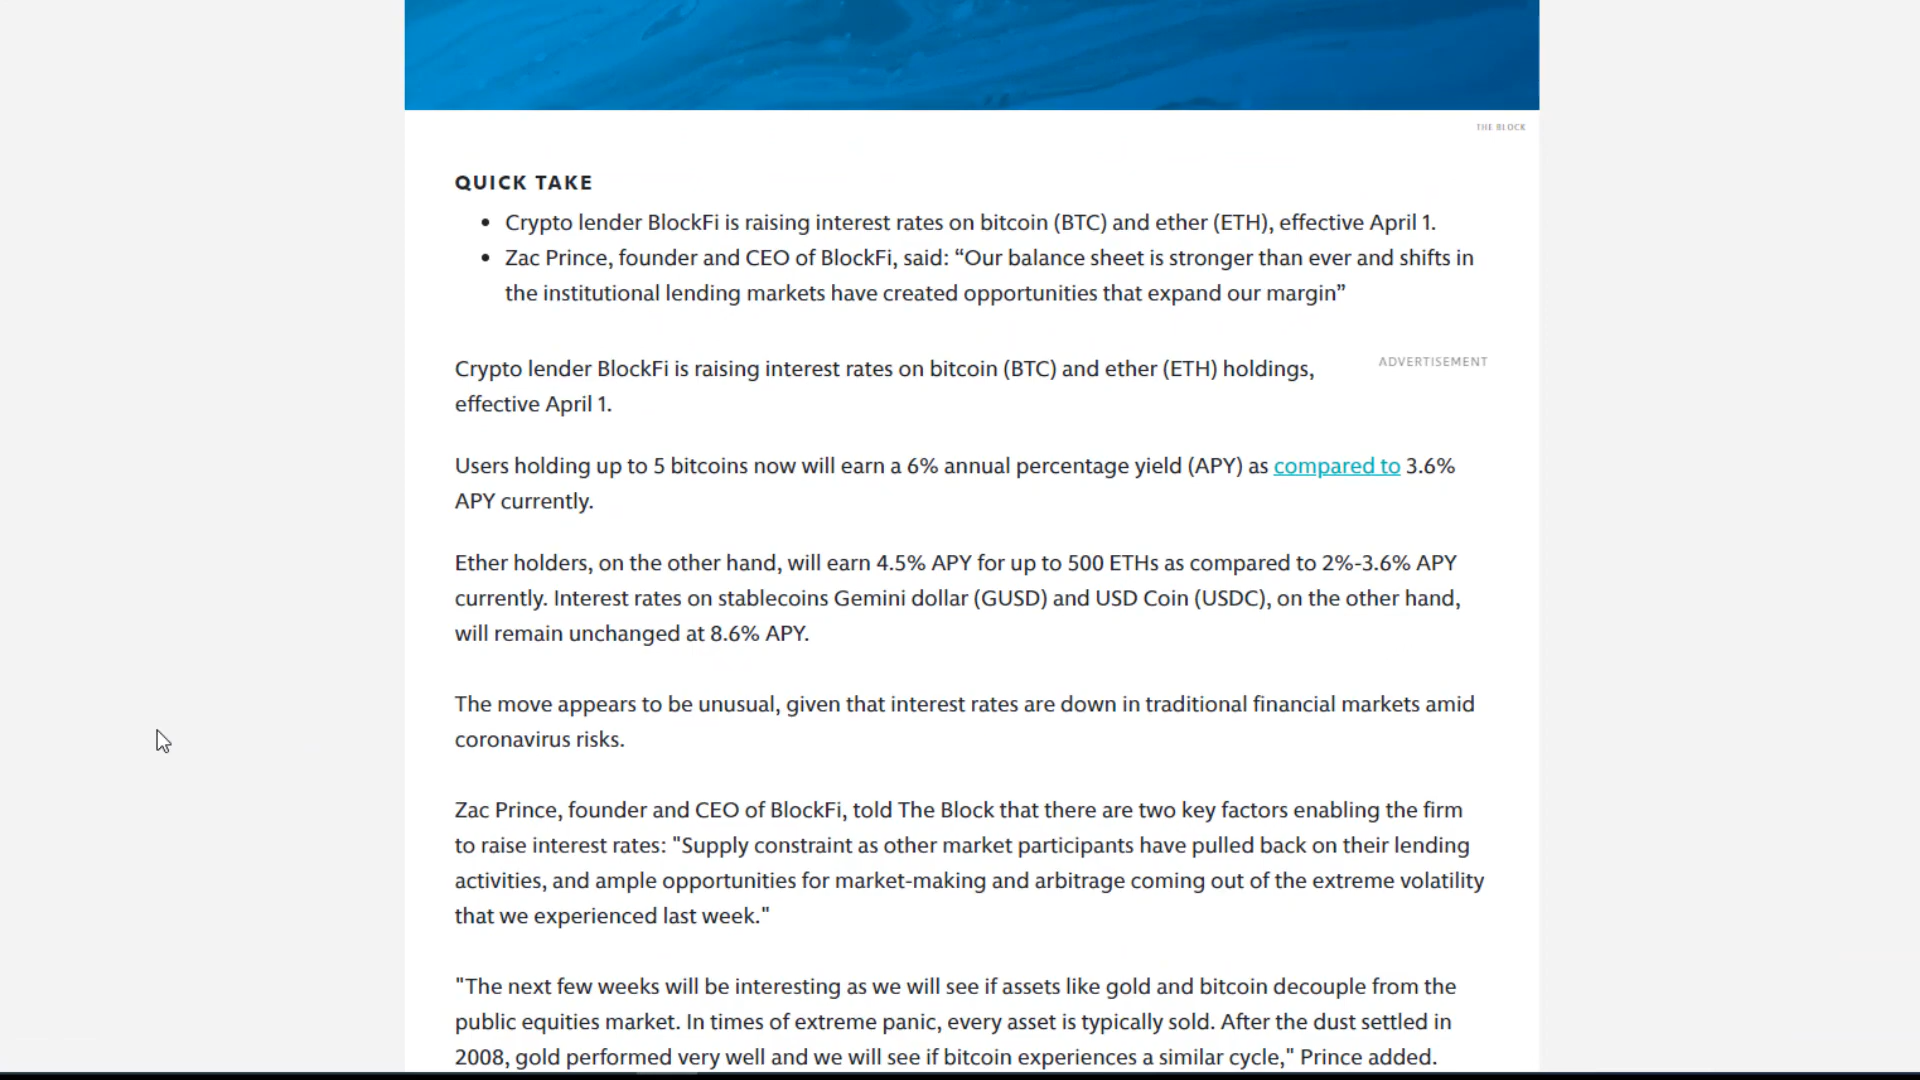 THE BLOCK
QUICK TAKE
Crypto lender BlockFi is raising interest rates on bitcoin (BTC) and ether (ETH), effective April 1.
Zac Prince, founder and CEO of BlockFi, said: “Our balance sheet is stronger than ever and shifts in
the institutional lending markets have created opportunities that expand our margin”
Crypto lender BlockFi is raising interest rates on bitcoin (BTC) and ether (ETH) holdings,
effective April 1.
ADVERTISEMENT
Users holding up to 5 bitcoins now will earn a 6% annual percentage yield (APY) as compared to 3.6%
APY currently.
Ether holders, on the other hand, will earn 4.5% APY for up to 500 ETHs as compared to 2%-3.6% APY
currently. Interest rates on stablecoins Gemini dollar (GUSD) and USD Coin (USDC), on the other hand,
will remain unchanged at 8.6% APY.
The move appears to be unusual, given that interest rates are down in traditional financial markets amid
coronavirus risks.
Zac Prince, founder and CEO of BlockFi, told The Block that there are two key factors enabling the firm
to raise interest rates: "Supply constraint as other market participants have pulled back on their lending
activities, and ample opportunities for market-making and arbitrage coming out of the extreme volatility
that we experienced last week."
"The next few weeks will be interesting as we will see if assets like gold and bitcoin decouple from the
public equities market. In times of extreme panic, every asset is typically sold. After the dust settled in
2008, gold performed very well and we will see if bitcoin experiences a similar cycle," Prince added.